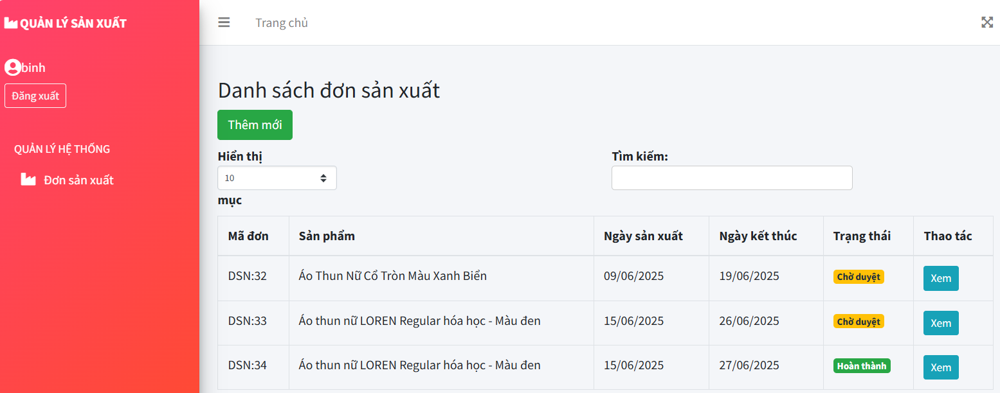 QUẢN LÝ SẢN XUẤT
binh
Đăng xuất
QUẢN LÝ HỆ THỐNG
Đơn sản xuất
Trang chủ
Danh sách đơn sản xuất
Thêm mới
Hiển thị
10
mục
Tìm kiếm:
Mã đơn Sản phẩm Ngày sản xuất Ngày kết thúc Trạng thái Thao tác
DSN:32 Áo Thun Nữ Cổ Tròn Màu Xanh Biển 09/06/2025 19/06/2025 Chờ duyệt Xem
DSN:33 Áo thun nữ LOREN Regular hóa học - Màu đen 15/06/2025 26/06/2025 Chờ duyệt Xem
DSN:34 Áo thun nữ LOREN Regular hóa học - Màu đen 15/06/2025 27/06/2025 Hoàn thành Xem